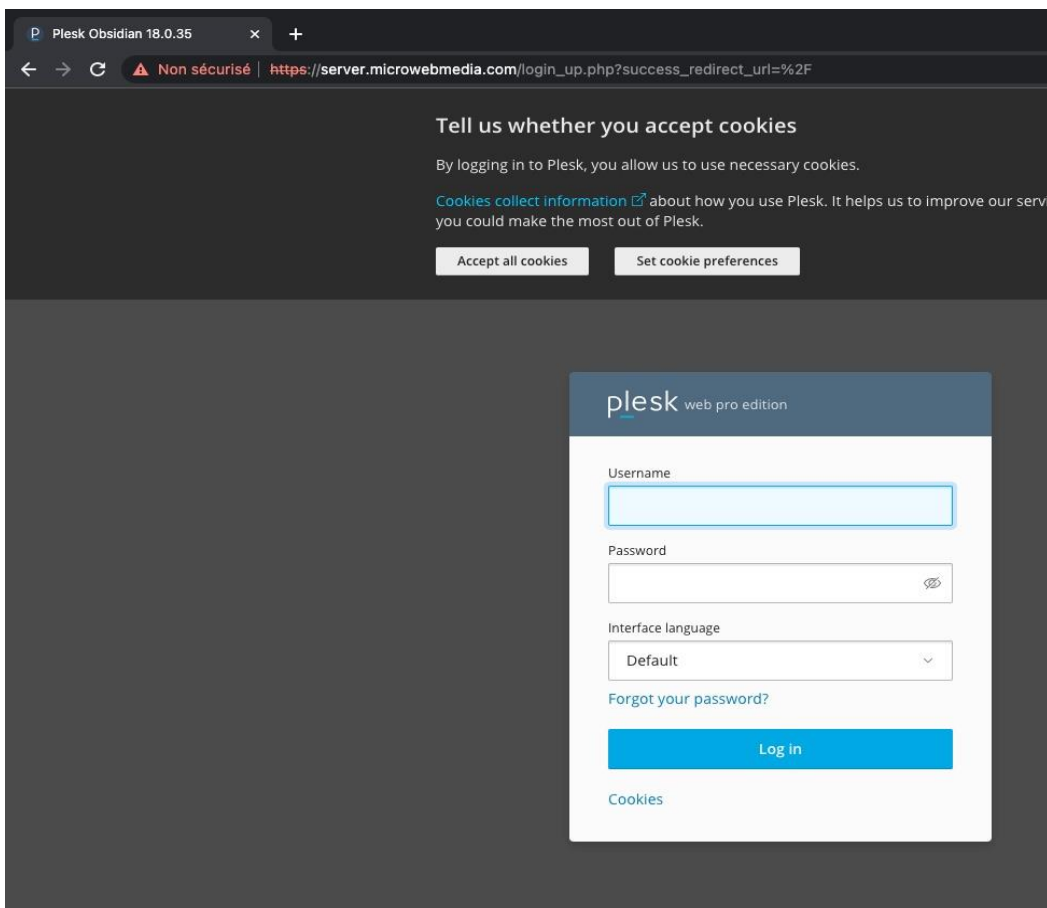 Plesk Obsidian 18.0.35
Non sécurisé https://server.microwebmedia.com/login_up.php?success_redirect_url=%2F
Tell us whether you accept cookies
By logging in to Plesk, you allow us to use necessary cookies.
Cookies collect information about how you use Plesk. It helps us to improve our serv
you could make the most out of Plesk.
Accept all cookies Set cookie preferences
plesk web pro edition
Username
Password
Interface language
Default
Forgot your password?
Log in
Cookies